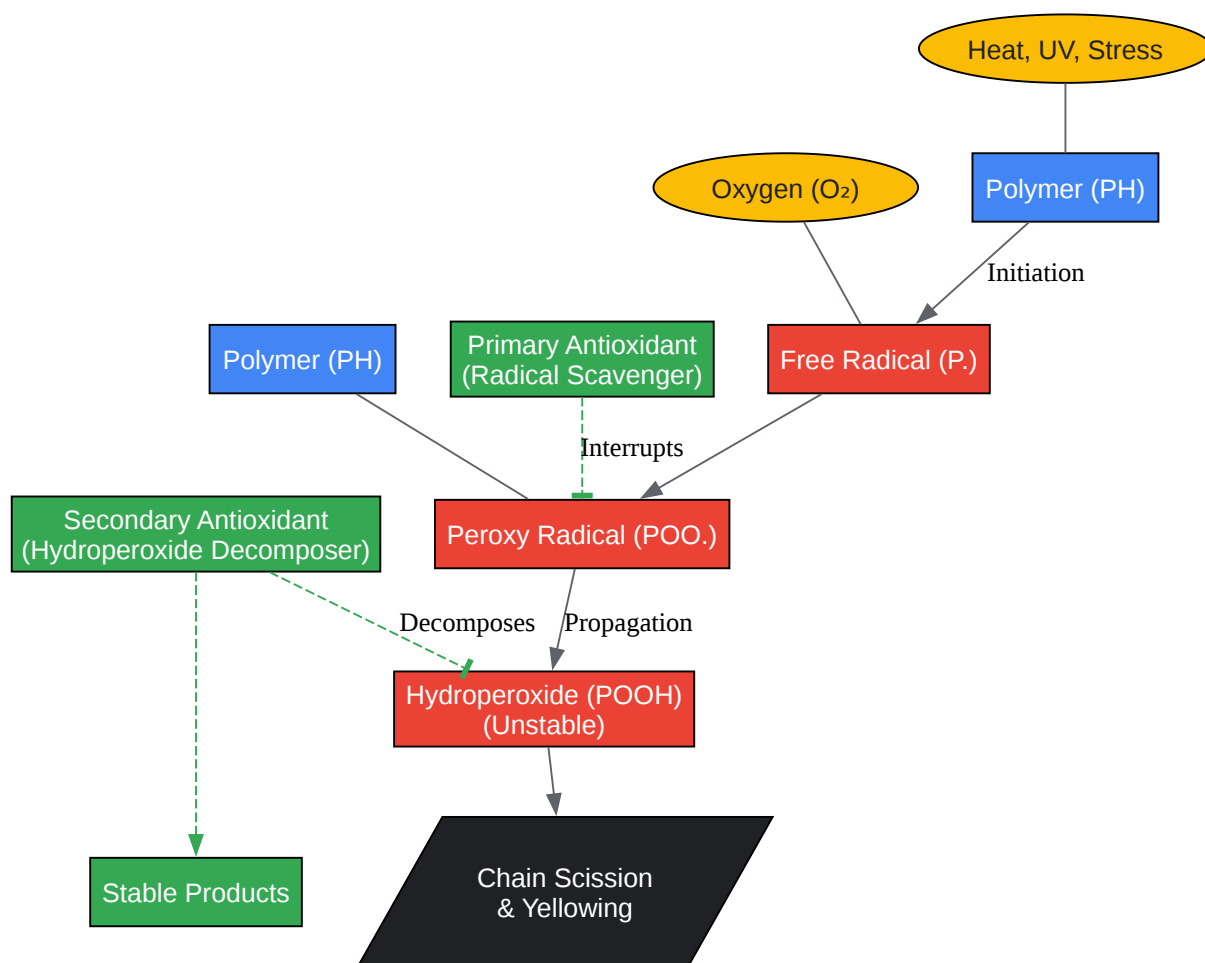 Heat, UV, Stress
Oxygen (O₂)
Polymer (PH)
Initiation
Polymer (PH)
Primary Antioxidant
(Radical Scavenger)
Free Radical (P.)
Interrupts
Secondary Antioxidant
(Hydroperoxide Decomposer)
Peroxy Radical (POO.)
Decomposes
Propagation
Hydroperoxide (POOH)
(Unstable)
Stable Products
Chain Scission
& Yellowing